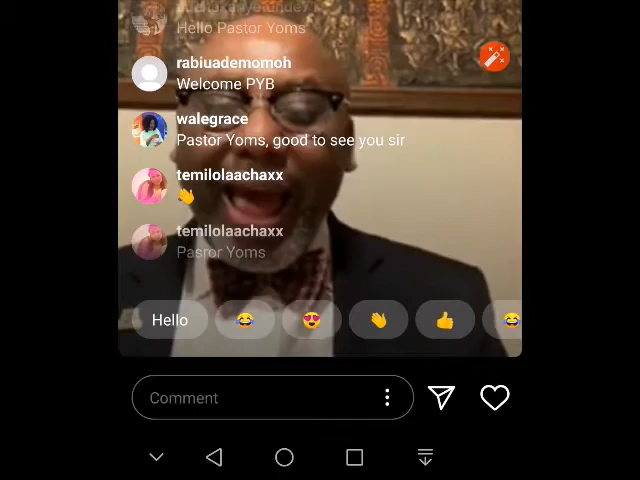 Hello Pastor Yoms
rabiuademomoh
Welcome PYB
walegrace
Pastor Yoms, good to see you sir
temilolaachaxx
temilolaachaxx
Pasror Yoms
Hello
Comment